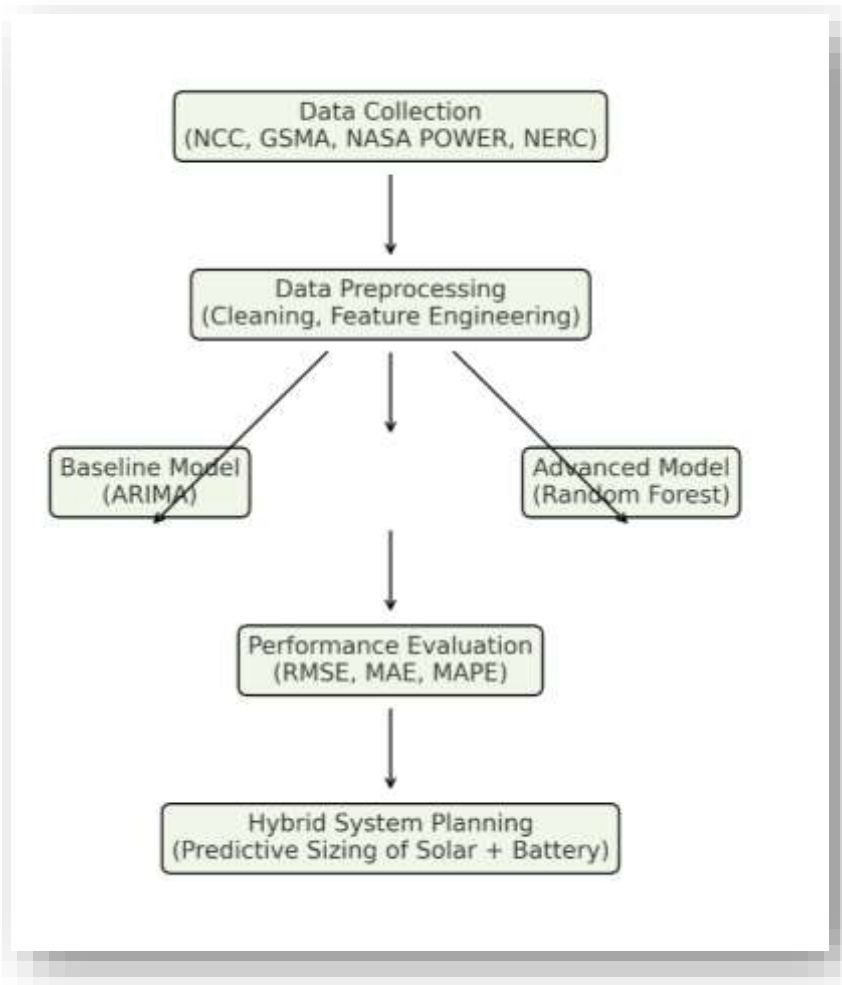 Data Collection
(NCC, GSMA, NASA POWER, NERC)
Data Preprocessing
(Cleaning, Feature Engineering)
Baseline Model
(ARIMA)
Advanced Model
(Random Forest)
Performance Evaluation
(RMSE, MAE, MAPE)
Hybrid System Planning
(Predictive Sizing of Solar + Battery)